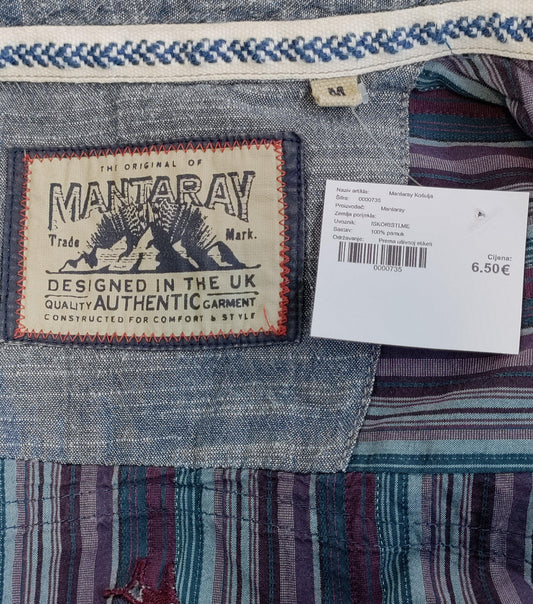 M
THE ORIGINAL OF
MANTARAY
Trade Mark.
DESIGNED IN THE UK
QUALITY AUTHENTIC GARMENT
CONSTRUCTED FOR COMFORT & STYLE
Naziv artikla: Mantaray Košulja
Šifra: 0000735
Proizvođač: Mantaray
Zemlja porijekla:
Uvoznik: ISKORISTI.ME
Sastav: 100% pamuk
Održavanje: Prema ušivnoj etiketi
0000735
Cijena:
6.50€